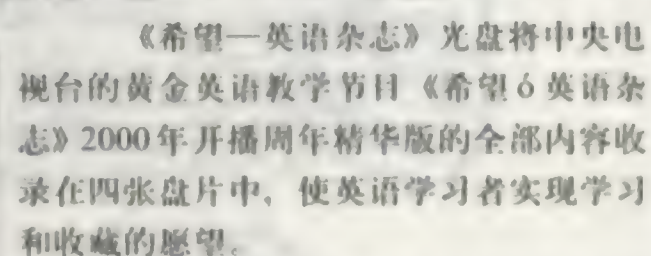 《希望—英语杂志》光盘将中央电
视台的黄金英语教学节目《希望ó英语杂
志》2000年开播周年精华版的全部内容收
录在四张盘片中，使英语学习者实现学习
和收藏的愿望。